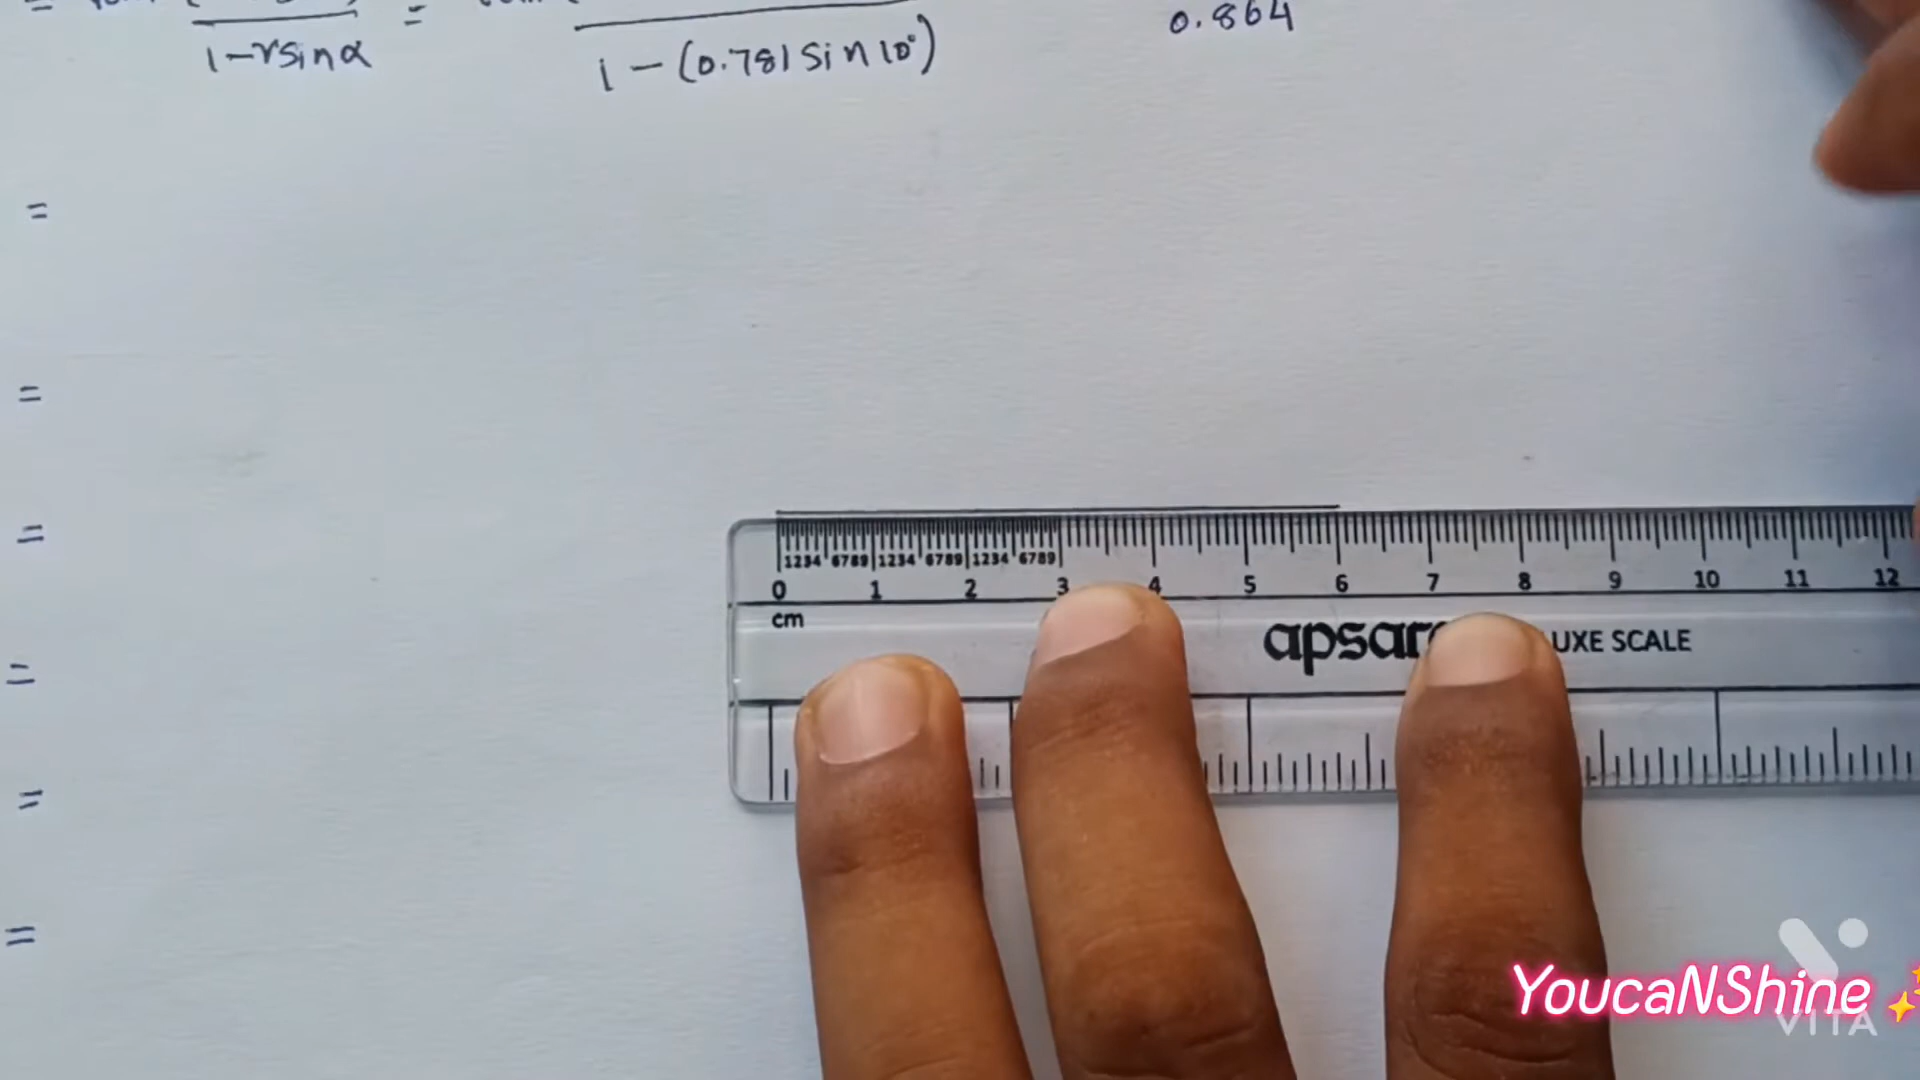 = =
1-rsinα
1-(0.781 sin 10°)
0.864
=
=
=
=
=
=
1234 6789 1234 6789 1234 6789
0 1 2 3 4 5 6 7 8 9 10 11 12
cm
apsar UXE SCALE
YoucaNShine
VITA